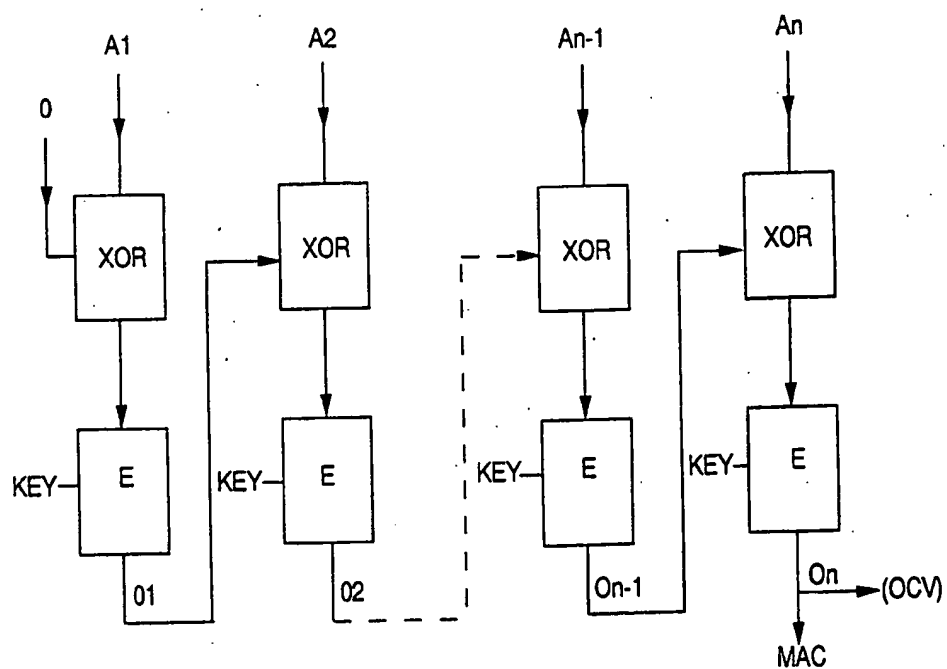 A1 A2 An-1 An
0
XOR XOR XOR XOR
E E E E
KEY KEY KEY KEY
01 02 On-1 On
(OCV)
MAC